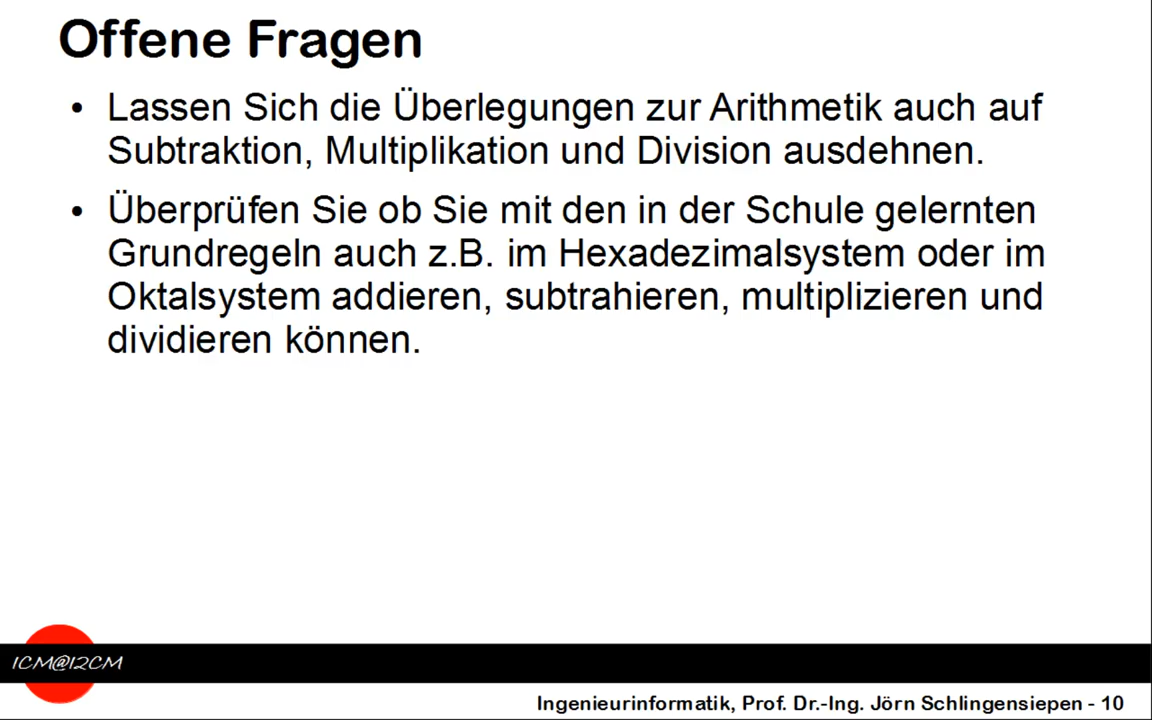 Offene Fragen
• Lassen Sich die Überlegungen zur Arithmetik auch auf
Subtraktion, Multiplikation und Division ausdehnen.
• Überprüfen Sie ob Sie mit den in der Schule gelernten
Grundregeln auch z.B. im Hexadezimalsystem oder im
Oktalsystem addieren, subtrahieren, multiplizieren und
dividieren können.
1CM@12CM
Ingenieurinformatik, Prof. Dr.-Ing. Jörn Schlingensiepen - 10